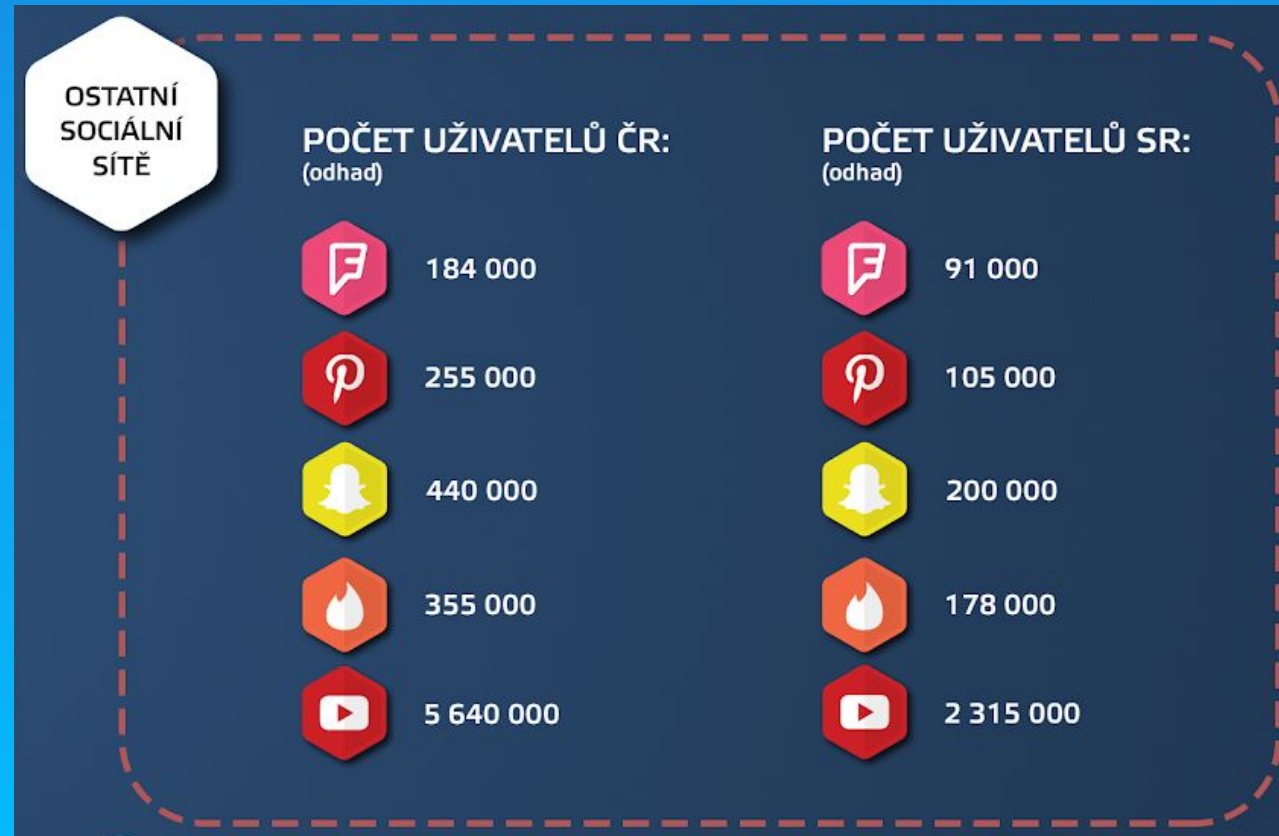 OSTATNÍ
SOCIÁLNÍ
SÍTĚ
POČET UŽIVATELŮ ČR:
(odhad)
184 000
255 000
440 000
355 000
5 640 000
POČET UŽIVATELŮ SR:
(odhad)
91 000
105 000
200 000
178 000
2 315 000